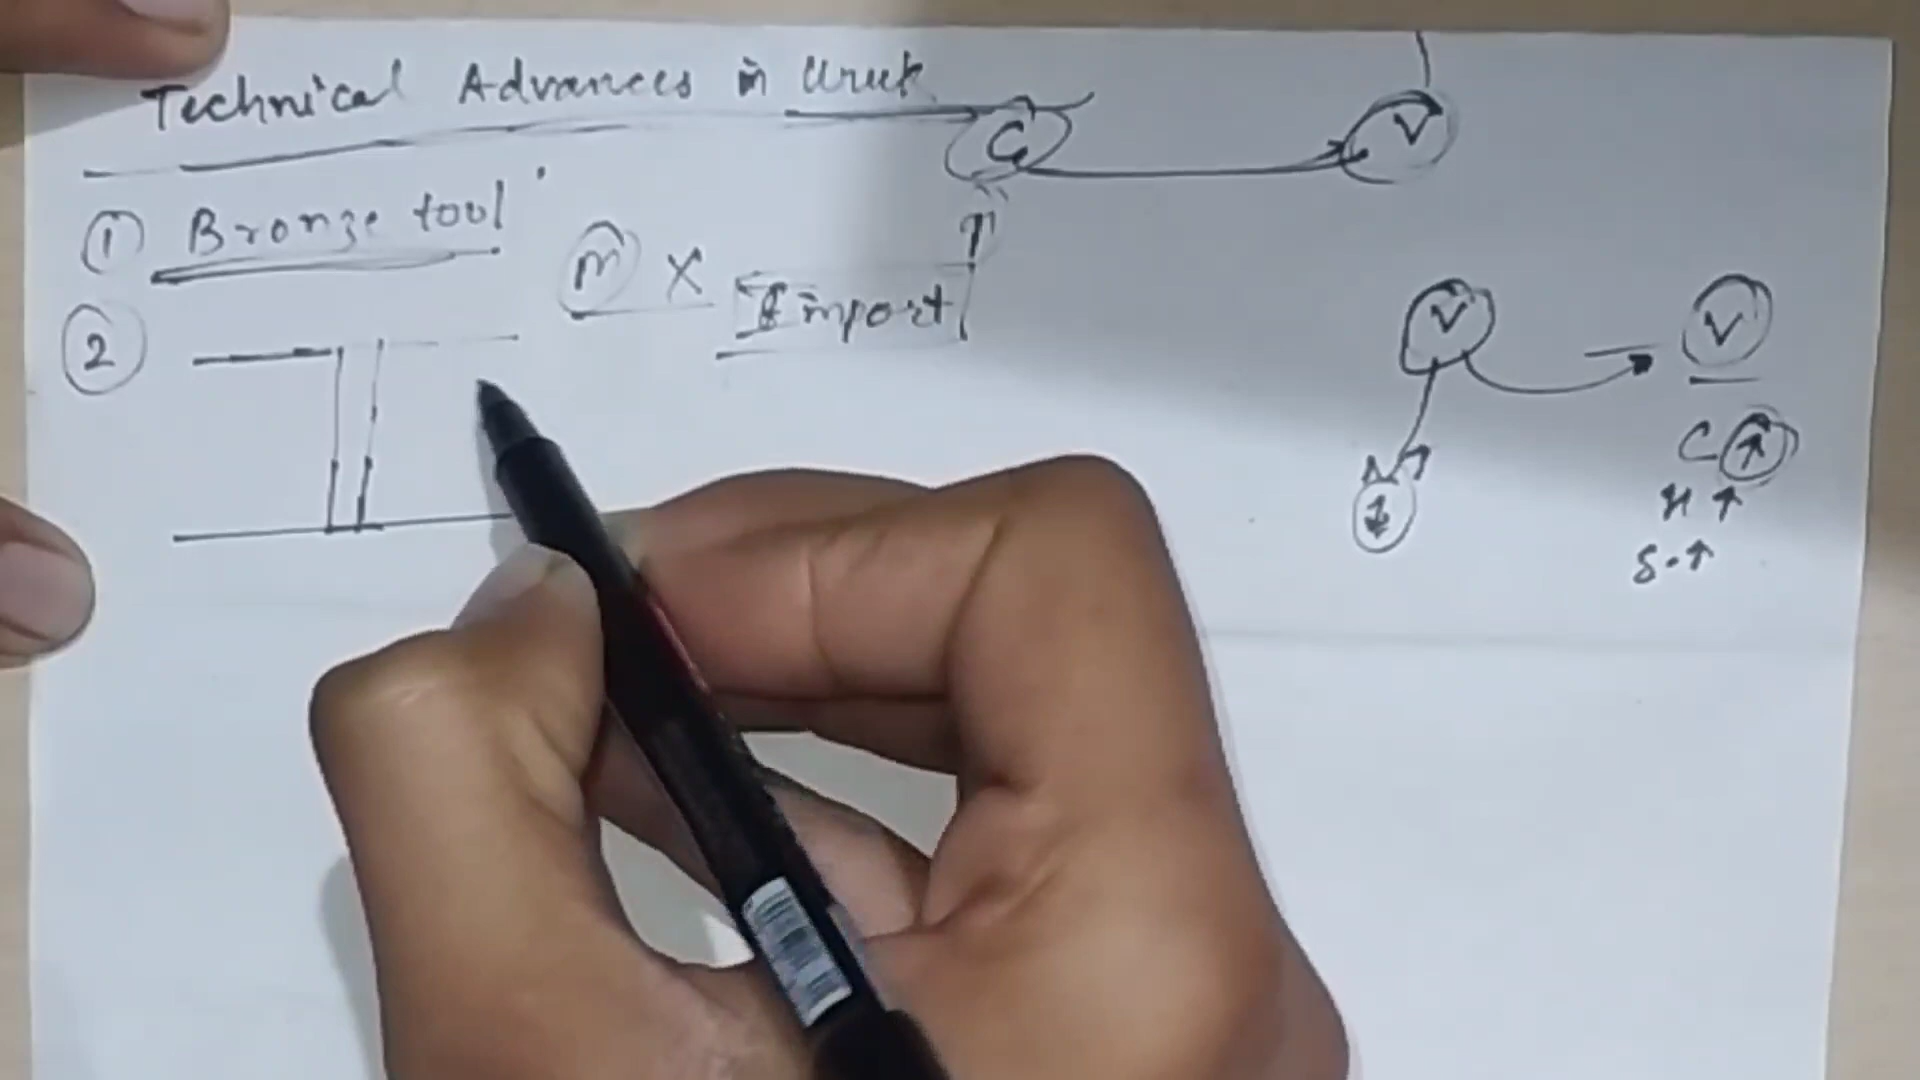 Technical Advances in Uruk
C → V
① Bronze tool
m X Import
②
V → V
C ↑
H ↑
S. ↑